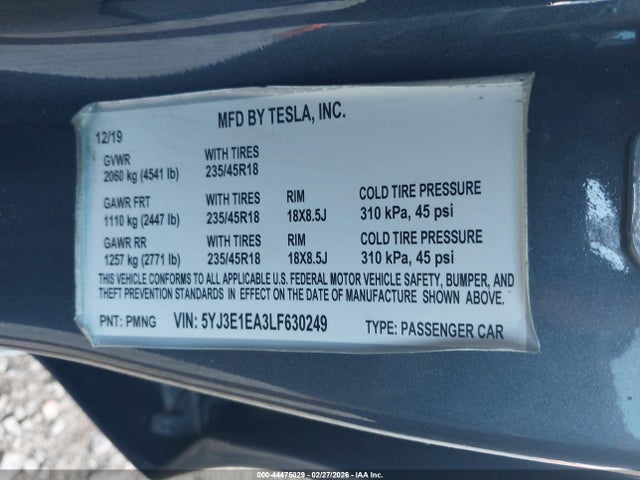 MFD BY TESLA, INC.
12/19
GVWR WITH TIRES
2060 kg (4541 lb) 235/45R18
GAWR FRT WITH TIRES RIM COLD TIRE PRESSURE
1110 kg (2447 lb) 235/45R18 18X8.5J 310 kPa, 45 psi
GAWR RR WITH TIRES RIM COLD TIRE PRESSURE
1257 kg (2771 lb) 235/45R18 18X8.5J 310 kPa, 45 psi
THIS VEHICLE CONFORMS TO ALL APPLICABLE U.S. FEDERAL MOTOR VEHICLE SAFETY, BUMPER, AND
THEFT PREVENTION STANDARDS IN EFFECT ON THE DATE OF MANUFACTURE SHOWN ABOVE.
PNT: PMNG VIN: 5YJ3E1EA3LF630249 TYPE: PASSENGER CAR
000-44475029 - 02/27/2026 - IAA Inc.